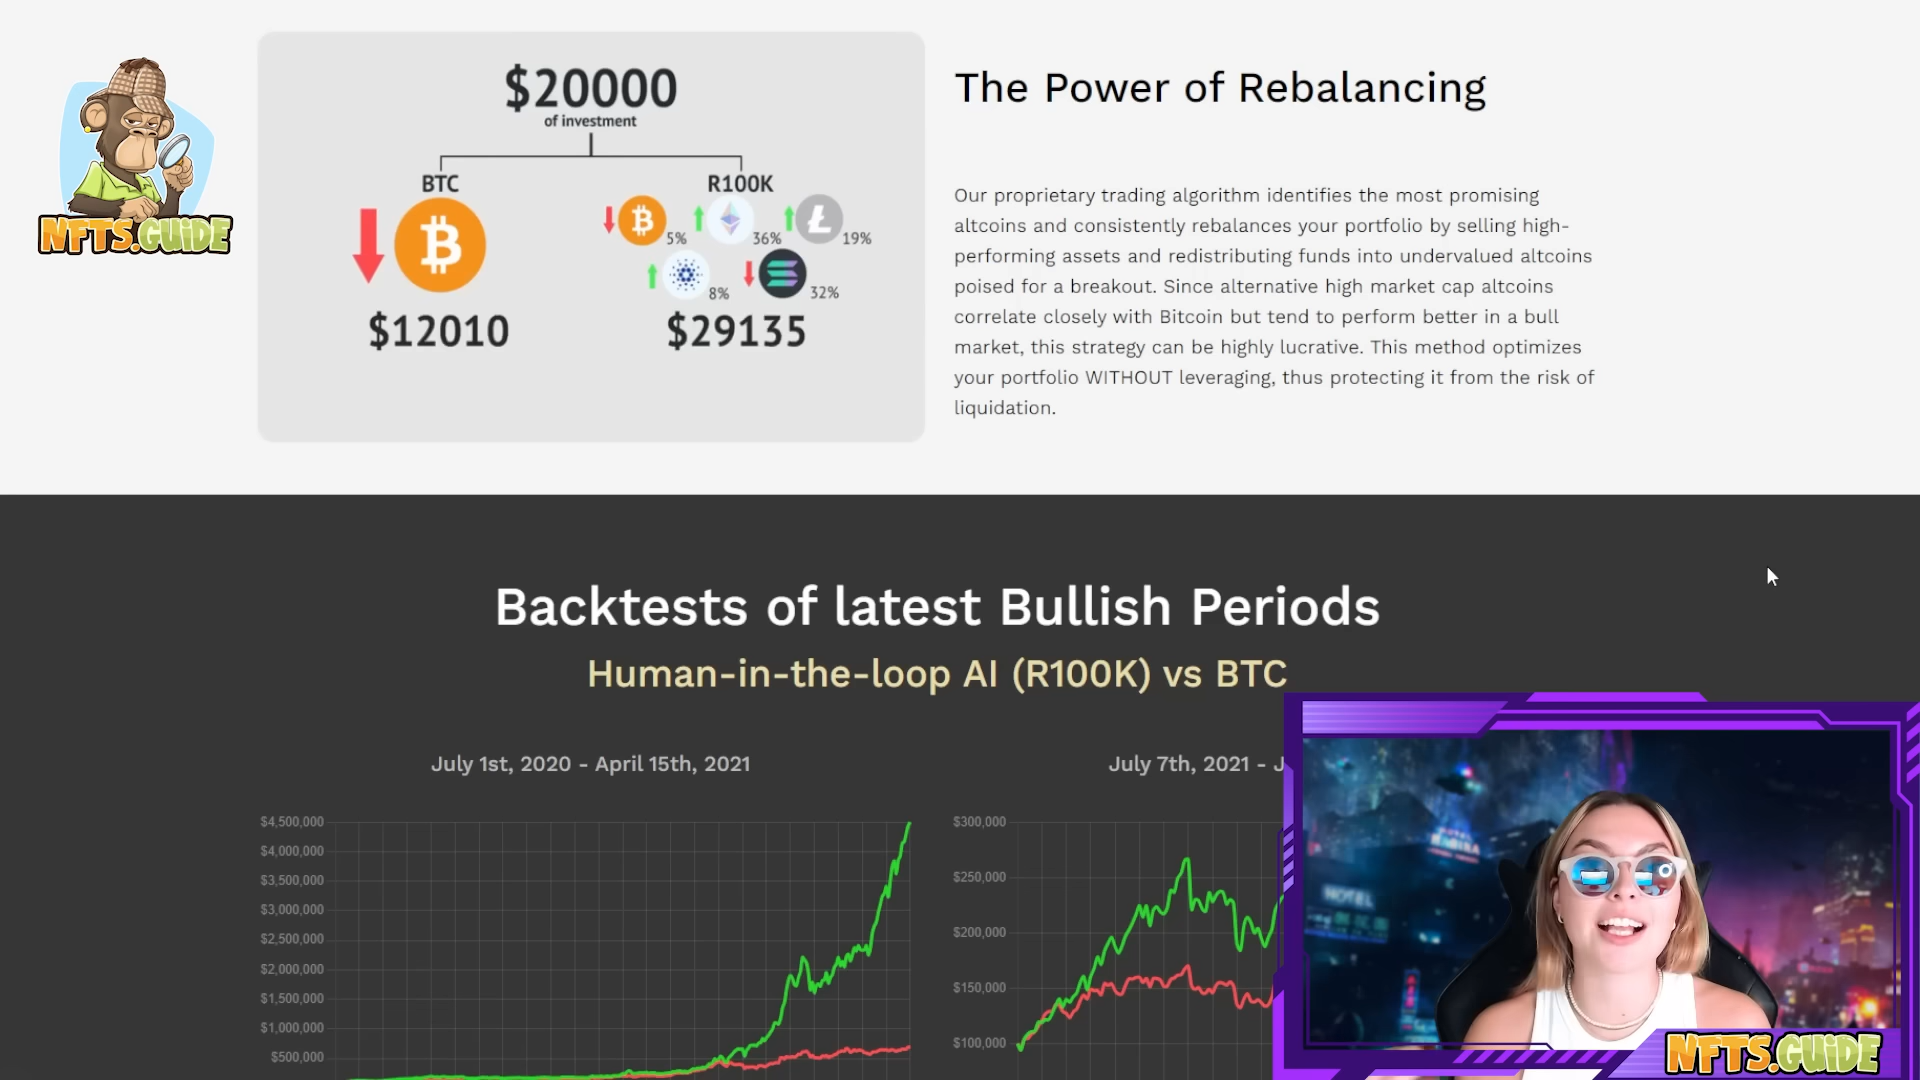 NFTS.GUiDE
$20000
of investment
BTC
R100K
5%
36%
19%
8%
32%
$12010
$29135
The Power of Rebalancing
Our proprietary trading algorithm identifies the most promising
altcoins and consistently rebalances your portfolio by selling high-
performing assets and redistributing funds into undervalued altcoins
poised for a breakout. Since alternative high market cap altcoins
correlate closely with Bitcoin but tend to perform better in a bull
market, this strategy can be highly lucrative. This method optimizes
your portfolio WITHOUT leveraging, thus protecting it from the risk of
liquidation.
Backtests of latest Bullish Periods
Human-in-the-loop AI (R100K) vs BTC
July 1st, 2020 - April 15th, 2021
$4,500,000
$4,000,000
$3,500,000
$3,000,000
$2,500,000
$2,000,000
$1,500,000
$1,000,000
$500,000
July 7th, 2021 - J
$300,000
$250,000
$200,000
$150,000
$100,000
HOTEL
NFTS.GUiDE